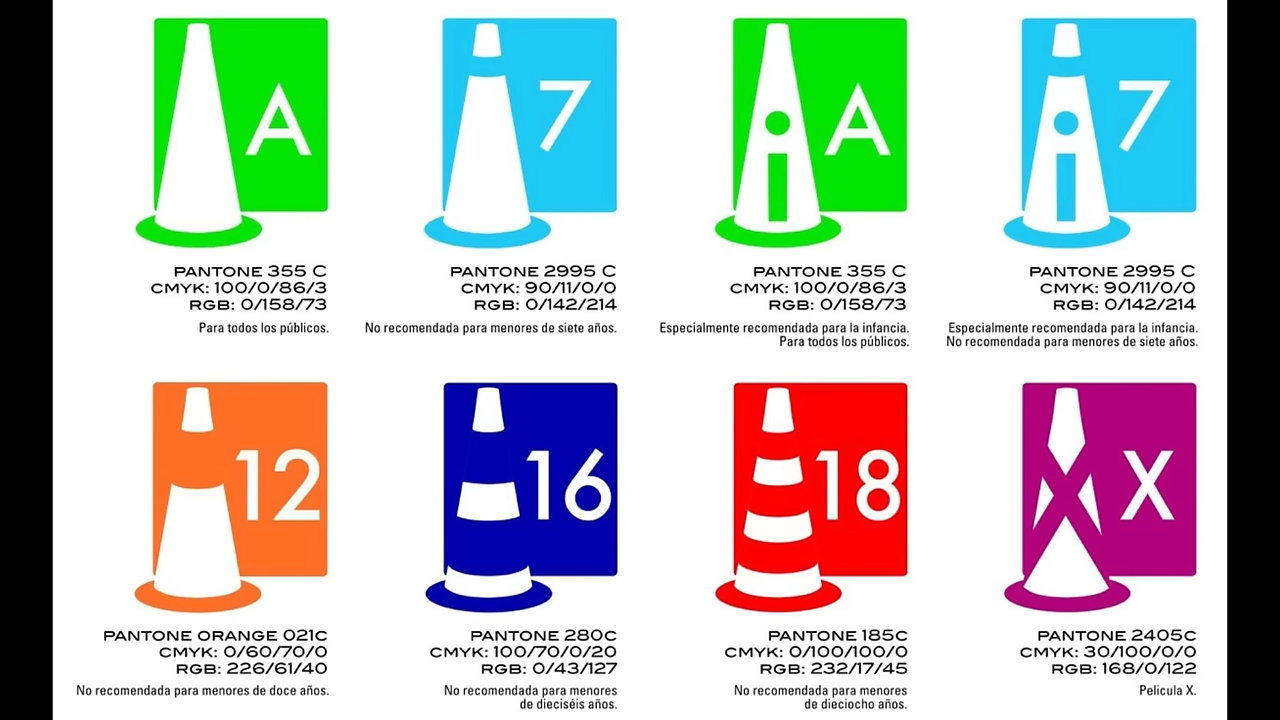 A
PANTONE 355 C
CMYK: 100/0/86/3
RGB: 0/158/73
Para todos los públicos.
7
PANTONE 2995 C
CMYK: 90/11/0/0
RGB: 0/142/214
No recomendada para menores de siete años.
i A
PANTONE 355 C
CMYK: 100/0/86/3
RGB: 0/158/73
Especialmente recomendada para la infancia.
Para todos los públicos.
i 7
PANTONE 2995 C
CMYK: 90/11/0/0
RGB: 0/142/214
Especialmente recomendada para la infancia.
No recomendada para menores de siete años.
12
PANTONE ORANGE 021C
CMYK: 0/60/70/0
RGB: 226/61/40
No recomendada para menores de doce años.
16
PANTONE 280C
CMYK: 100/70/0/20
RGB: 0/43/127
No recomendada para menores
de dieciséis años.
18
PANTONE 185C
CMYK: 0/100/100/0
RGB: 232/17/45
No recomendada para menores
de dieciocho años.
X
PANTONE 2405C
CMYK: 30/100/0/0
RGB: 168/0/122
Pelicula X.